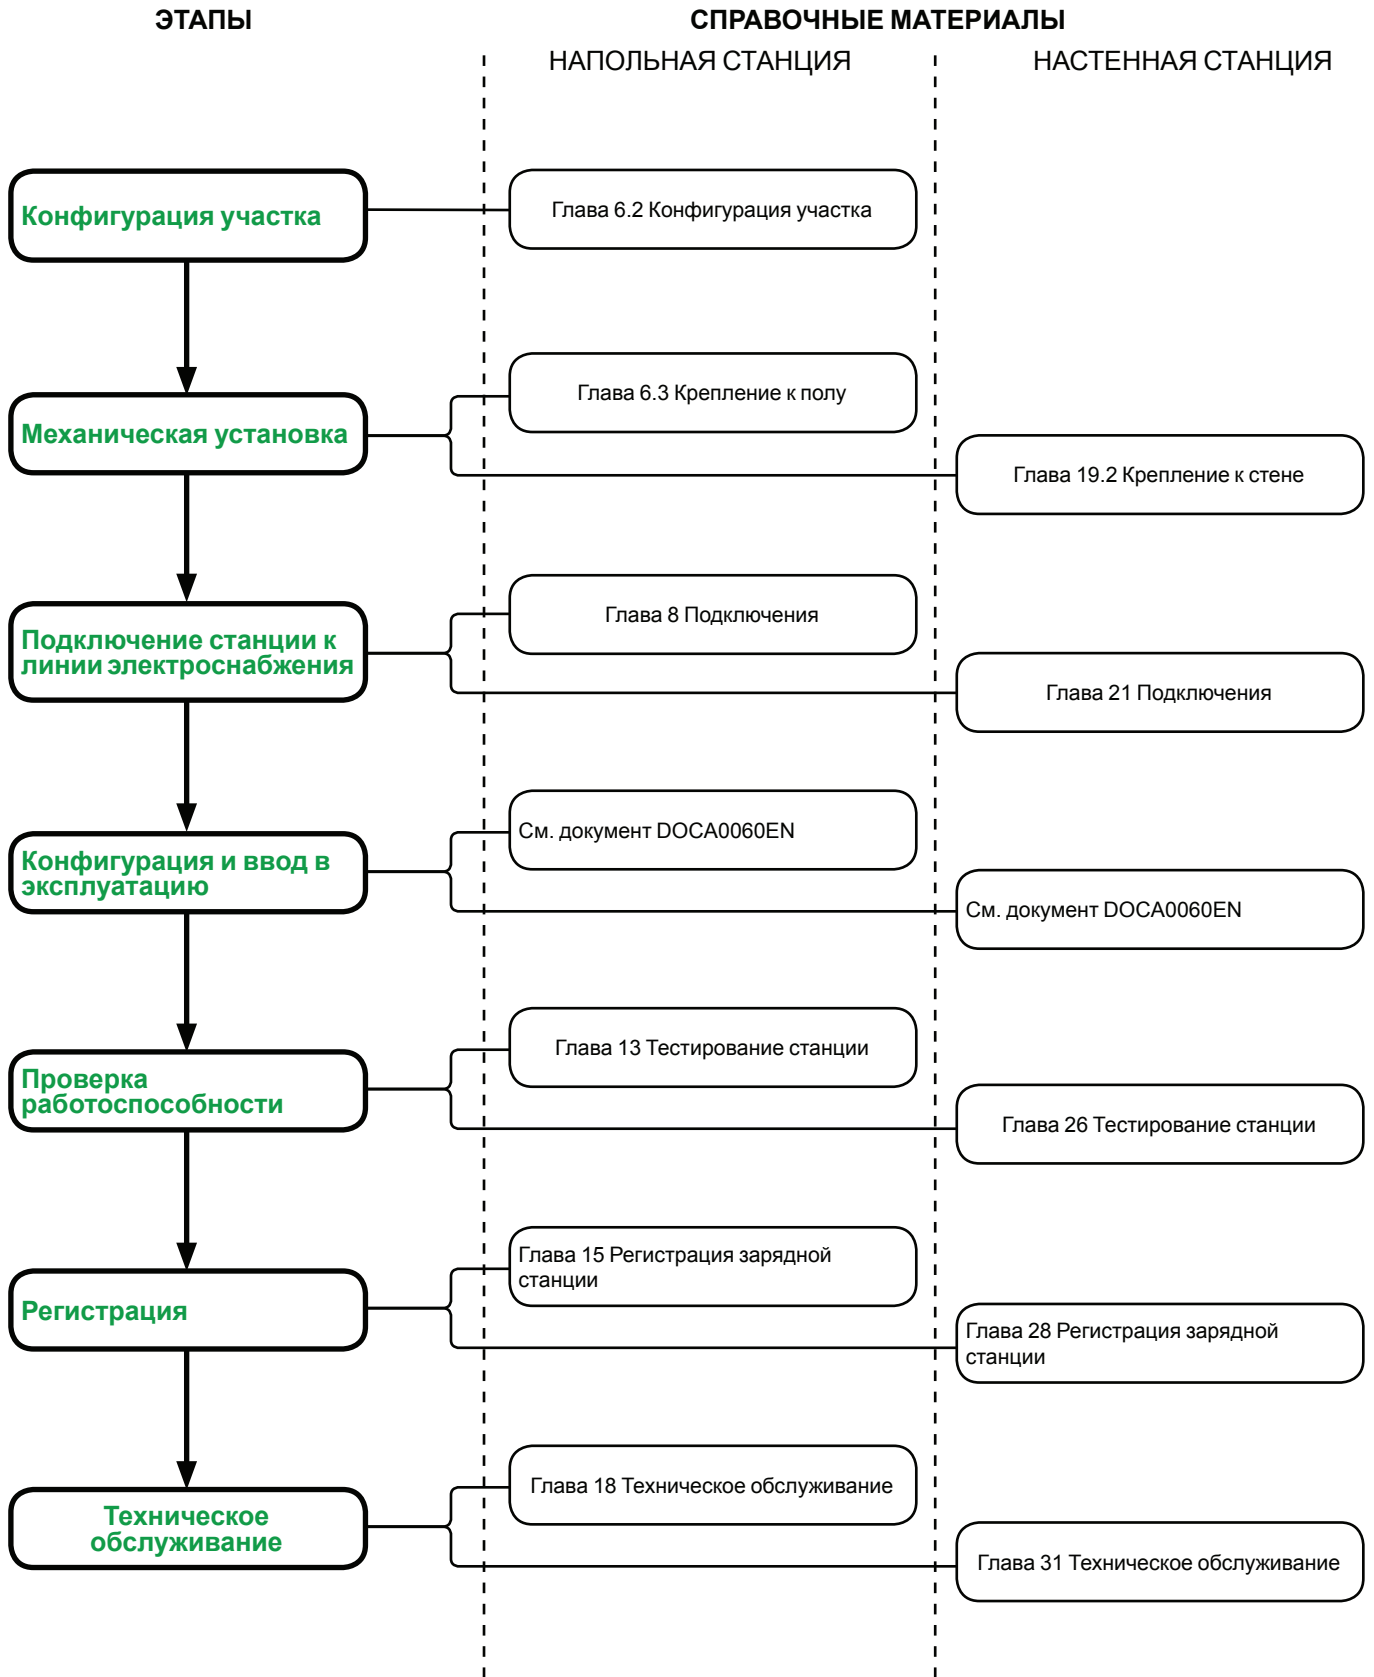 ЭТАПЫ
СПРАВОЧНЫЕ МАТЕРИАЛЫ
НАПОЛЬНАЯ СТАНЦИЯ
НАСТЕННАЯ СТАНЦИЯ
Конфигурация участка
Глава 6.2 Конфигурация участка
Механическая установка
Глава 6.3 Крепление к полу
Глава 19.2 Крепление к стене
Подключение станции к
линии электроснабжения
Глава 8 Подключения
Глава 21 Подключения
Конфигурация и ввод в
эксплуатацию
См. документ DOCA0060EN
См. документ DOCA0060EN
Проверка
работоспособности
Глава 13 Тестирование станции
Глава 26 Тестирование станции
Регистрация
Глава 15 Регистрация зарядной
станции
Глава 28 Регистрация зарядной
станции
Техническое
обслуживание
Глава 18 Техническое обслуживание
Глава 31 Техническое обслуживание